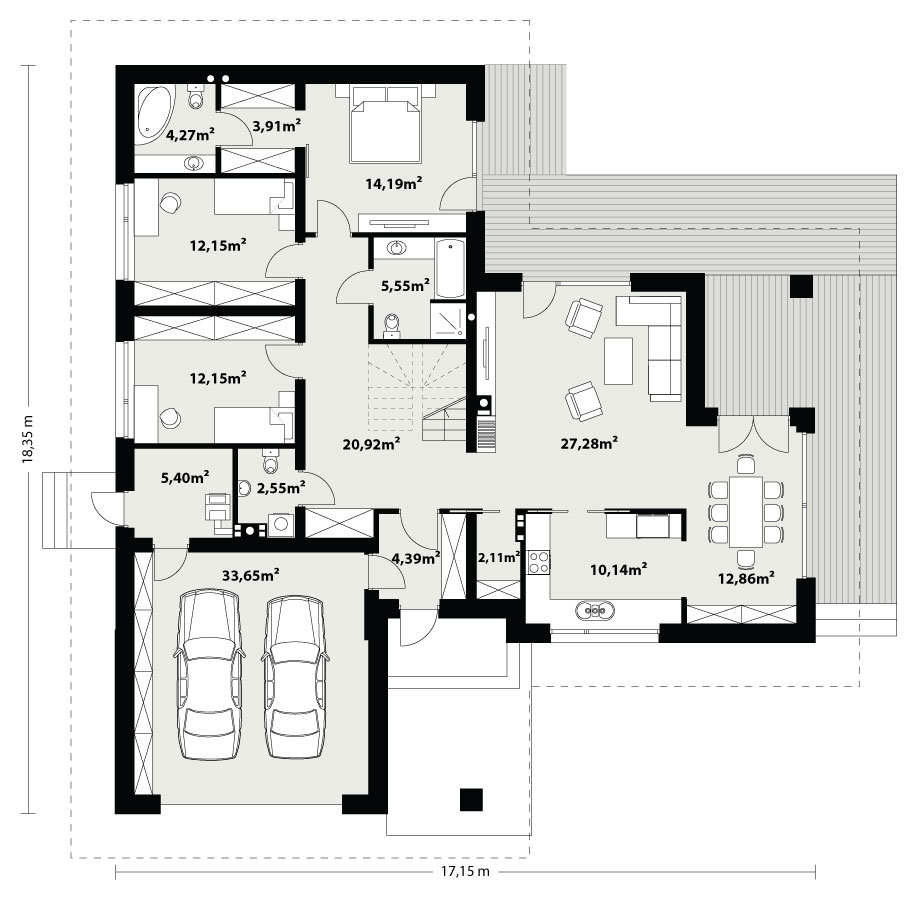 4,27m²
3,91m²
14,19m²
12,15m²
5,55m²
12,15m²
20,92m²
27,28m²
18,35 m
5,40m²
2,55m²
4,39m²
2,11m²
10,14m²
33,65m²
12,86m²
17,15 m